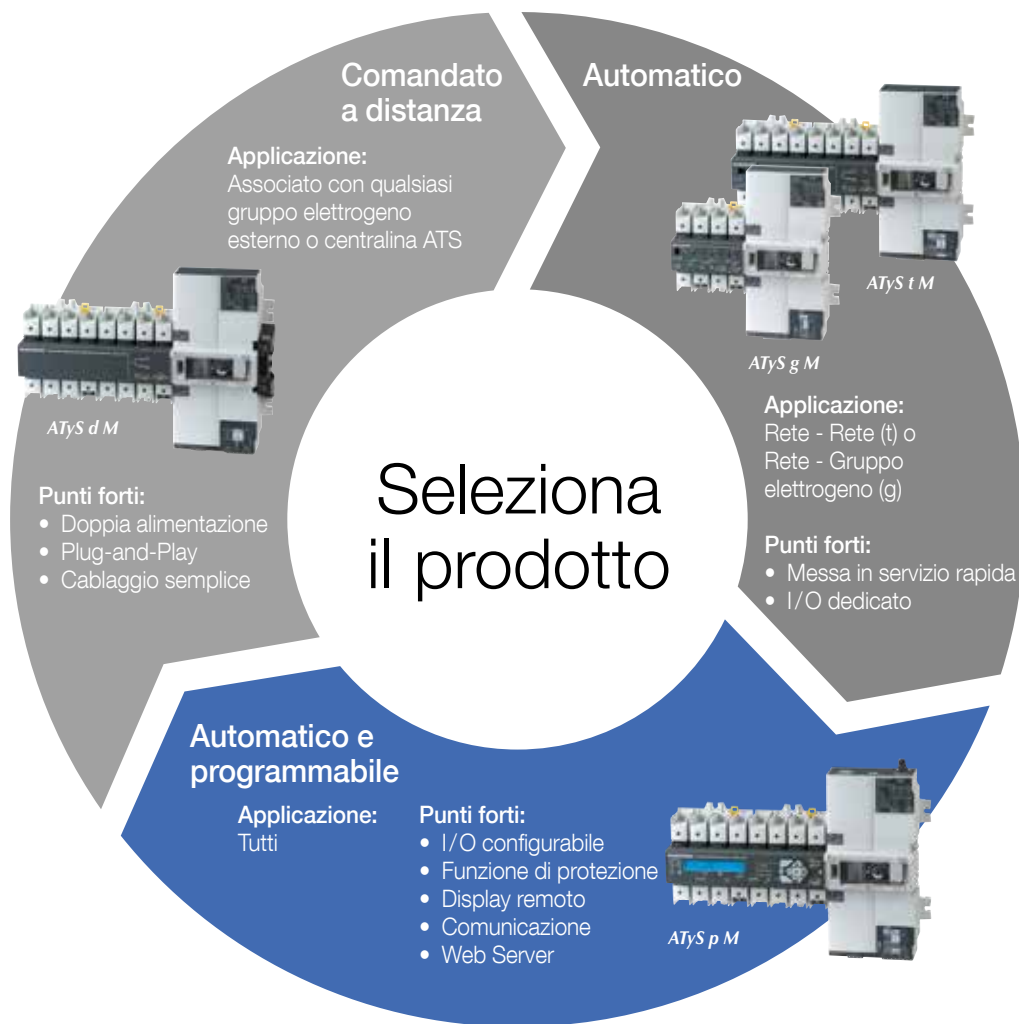 Comandato
a distanza
Applicazione:
Associato con qualsiasi
gruppo elettrogeno
esterno o centralina ATS
ATyS d M
Punti forti:
• Doppia alimentazione
• Plug-and-Play
• Cablaggio semplice
Automatico
ATyS t M
ATyS g M
Applicazione:
Rete - Rete (t) o
Rete - Gruppo
elettrogeno (g)
Punti forti:
• Messa in servizio rapida
• I/O dedicato
Seleziona
il prodotto
Automatico e
programmabile
Applicazione:
Tutti
Punti forti:
• I/O configurabile
• Funzione di protezione
• Display remoto
• Comunicazione
• Web Server
ATyS p M